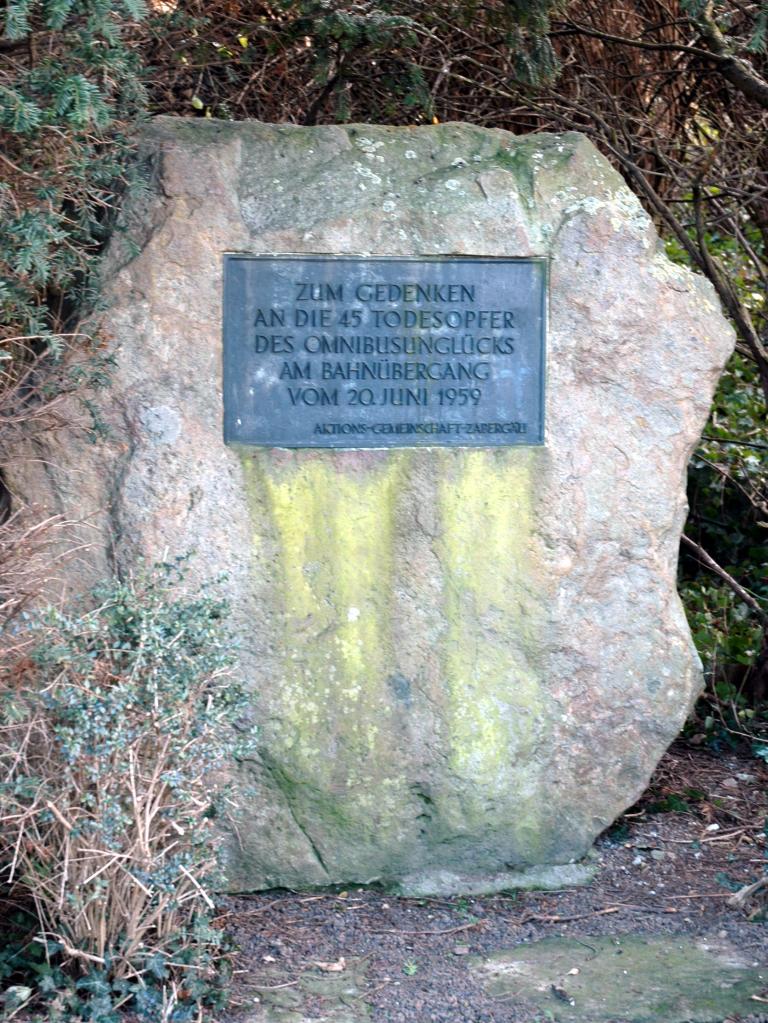 ZUM GEDENKEN
AN DIE 45 TODESOPFER
DES OMNIBUSUNGLÜCKS
AM BAHNÜBERGANG
VOM 20. JUNI 1959
AKTIONS-GEMEINSCHAFT-ZABERGÄU